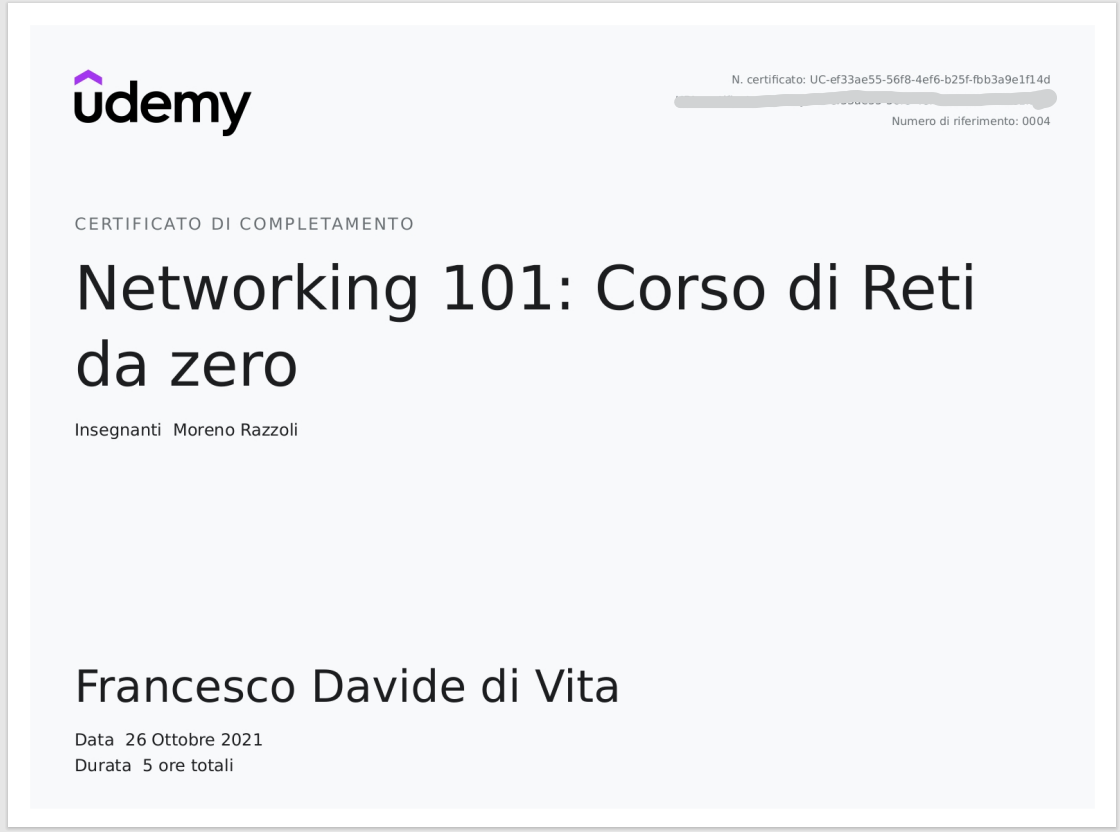 udemy
N. certificato: UC-ef33ae55-56f8-4ef6-b25f-fbb3a9e1f14d
Numero di riferimento: 0004
CERTIFICATO DI COMPLETAMENTO
Networking 101: Corso di Reti
da zero
Insegnanti Moreno Razzoli
Francesco Davide di Vita
Data 26 Ottobre 2021
Durata 5 ore totali